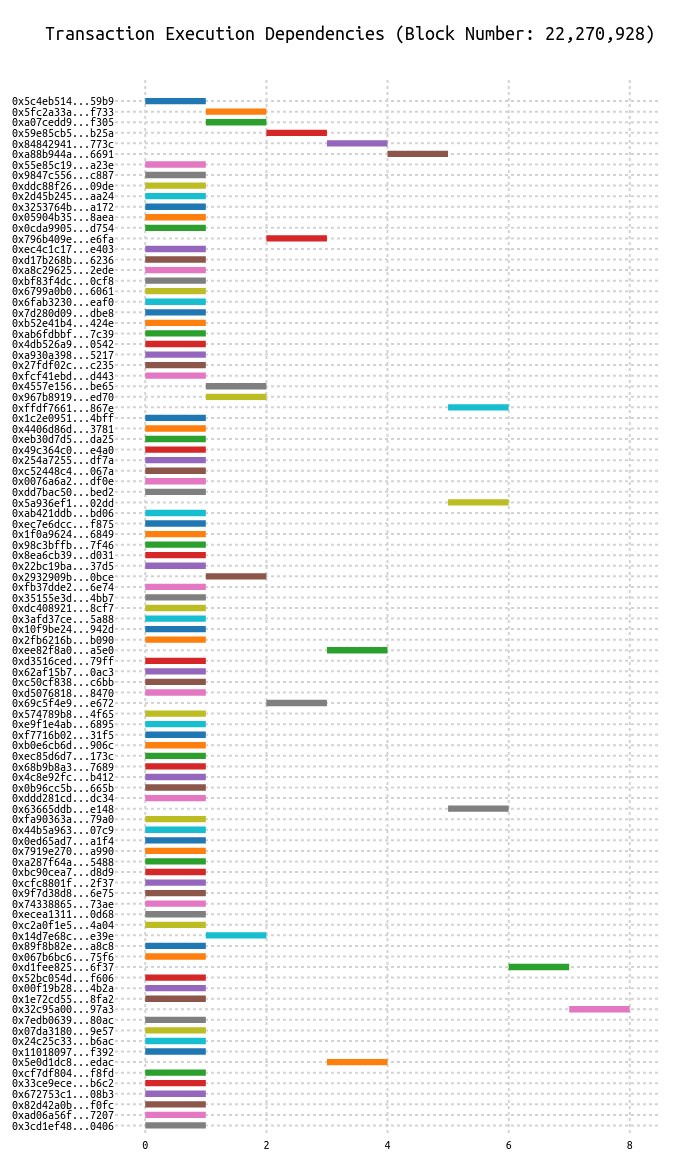 Transaction Execution Dependencies (Block Number: 22,270,928)
0x5c4eb514...59b9
0x5fc2a33a...f733
0xa07cedd9...f305
0x59e85cb5...b25a
0x84842941...773c
0xa88b944a...6691
0x55e85c19...a23e
0x9847c556...c887
0xddc88f26...09de
0x2d45b245...aa24
0x3253764b...a172
0x05904b35...8aea
0x0cda9905...d754
0x796b409e...e6fa
0xec4c1c17...e403
0xd17b268b...6236
0xa8c29625...2ede
0xbf83f4dc...0cf8
0x6799a0b0...6061
0x6fab3230...eaf0
0x7d280d09...dbe8
0xb52e41b4...424e
0xab6fdbbf...7c39
0x4db526a9...0542
0xa930a398...5217
0x27fdf02c...c235
0xfcf41ebd...d443
0x4557e156...be65
0x967b8919...ed70
0xffdf7661...867e
0x1c2e0951...4bff
0x4406d86d...3781
0xeb30d7d5...da25
0x49c364c0...e4a0
0x254a7255...df7a
0xc52448c4...067a
0x0076a6a2...df0e
0xdd7bac50...bed2
0x5a936ef1...02dd
0xab421ddb...bd06
0xec7e6dcc...f875
0x1f0a9624...6849
0x98c3bffb...7f46
0x8ea6cb39...d031
0x22bc19ba...37d5
0x2932909b...0bce
0xfb37dde2...6e74
0x35155e3d...4bb7
0xdc408921...8cf7
0x3afd37ce...5a88
0x10f9be24...942d
0x2fb6216b...b090
0xee82f8a0...a5e0
0xd3516ced...79ff
0x62af15b7...0ac3
0xc50cf838...c6bb
0xd5076818...8470
0x69c5f4e9...e672
0x574789b8...4f65
0xe9f1e4ab...6895
0xf7716b02...31f5
0xb0e6cb6d...906c
0xec85d6d7...173c
0x68b9b8a3...7689
0x4c8e92fc...b412
0x0b96cc5b...665b
0xddd281cd...dc34
0x63665ddb...e148
0xfa90363a...79a0
0x44b5a963...07c9
0x0ed65ad7...a1f4
0x7919e270...a990
0xa287f64a...5488
0xbc90cea7...d8d9
0xcfc8801f...2f37
0x9f7d38d8...6e75
0x74338865...73ae
0xecea1311...0d68
0xc2a0f1e5...4a04
0x14d7e68c...e39e
0x89f8b82e...a8c8
0x067b6bc6...75f6
0xd1fee825...6f37
0x52bc054d...f606
0x00f19b28...4b2a
0x1e72cd55...8fa2
0x32c95a00...97a3
0x7edb0639...80ac
0x07da3180...9e57
0x24c25c33...b6ac
0x11018097...f392
0x5e0d1dc8...edac
0xcf7df804...f8fd
0x33ce9ece...b6c2
0x672753c1...08b3
0x82d42a0b...f0fc
0xad06a56f...7207
0x3cd1ef48...0406
0 2 4 6 8